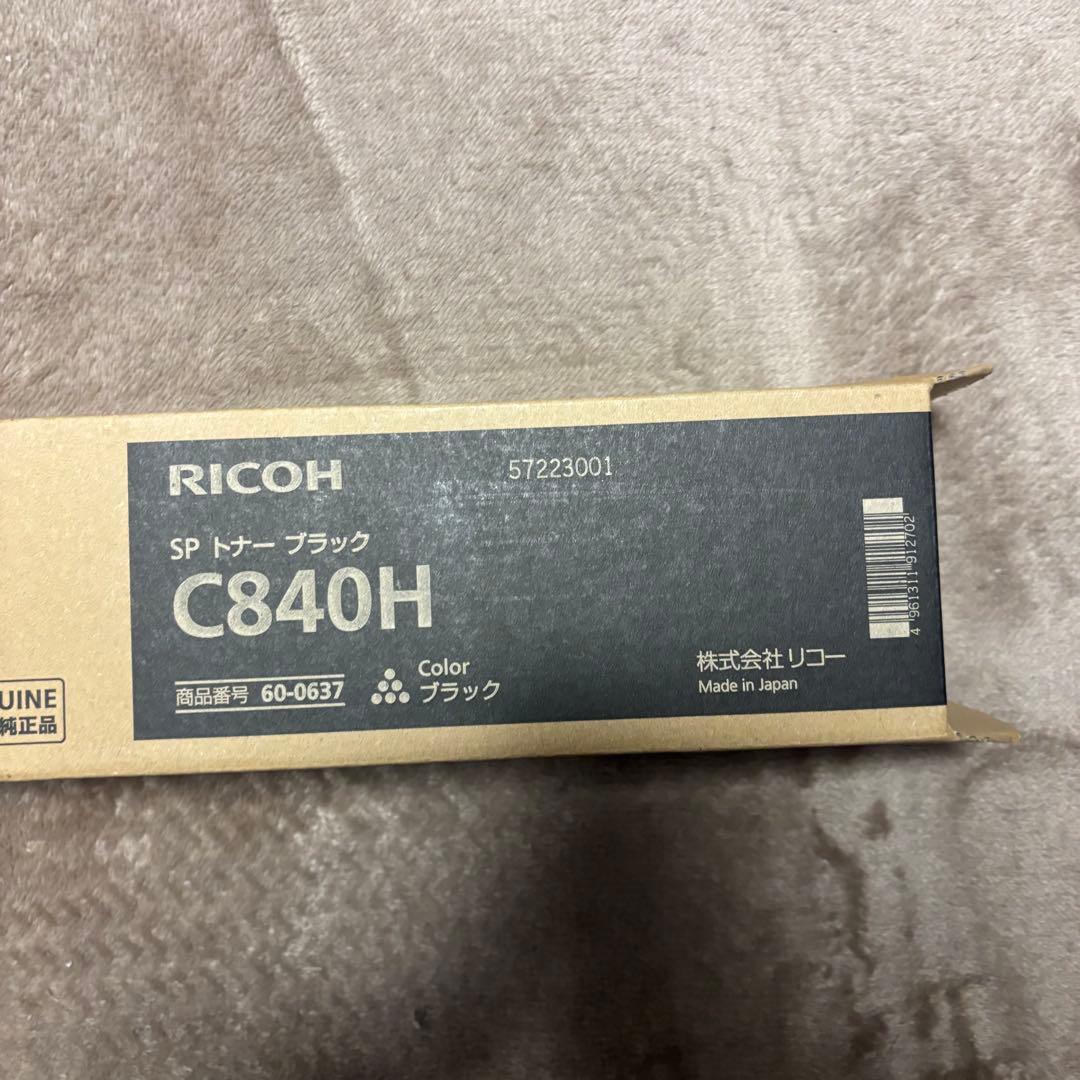 RICOH
57223001
SP トナー ブラック
C840H
商品番号 60-0637
Color
ブラック
株式会社リコー
Made in Japan
4 961311 912702
UINE
純正品